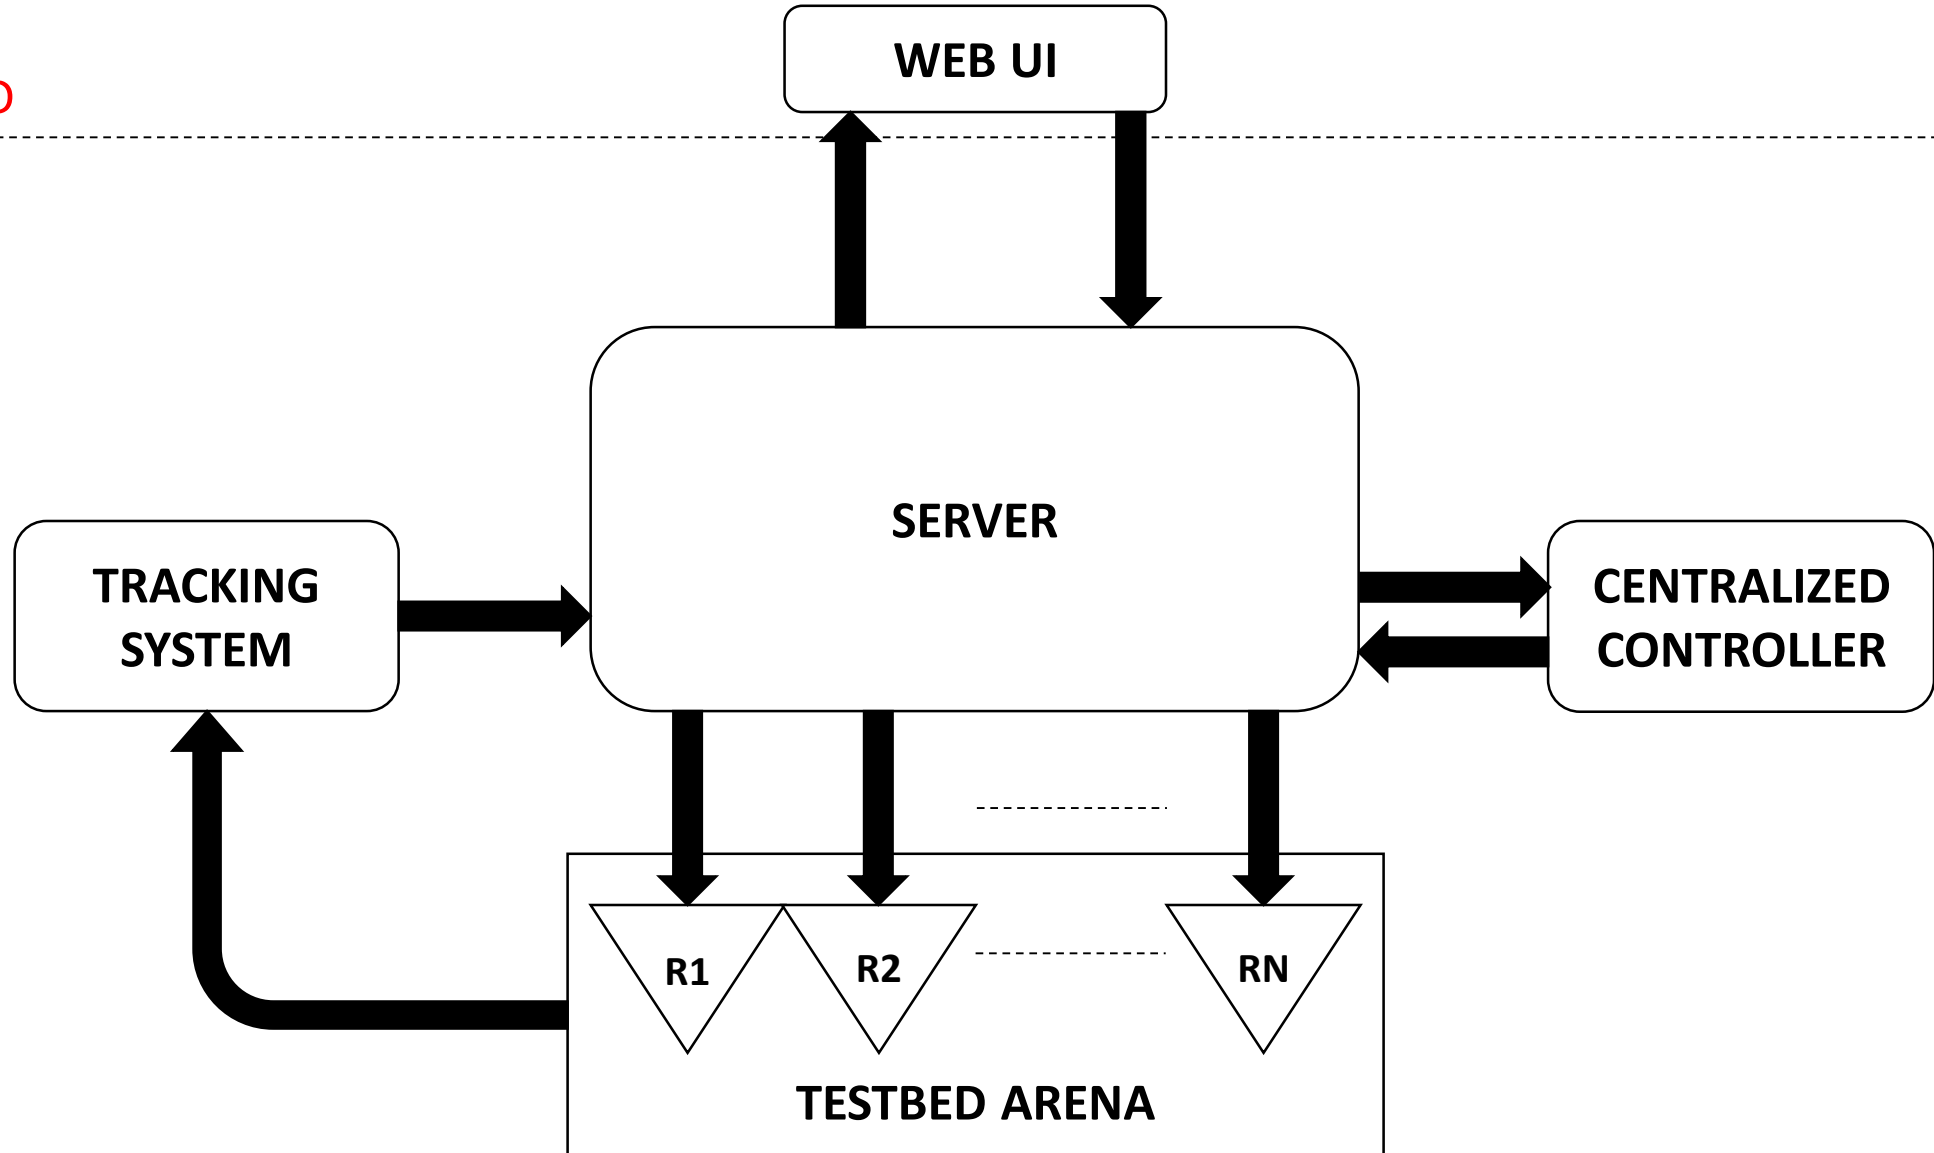 WEB UI
SERVER
TRACKING
SYSTEM
CENTRALIZED
CONTROLLER
R1
R2
RN
TESTBED ARENA